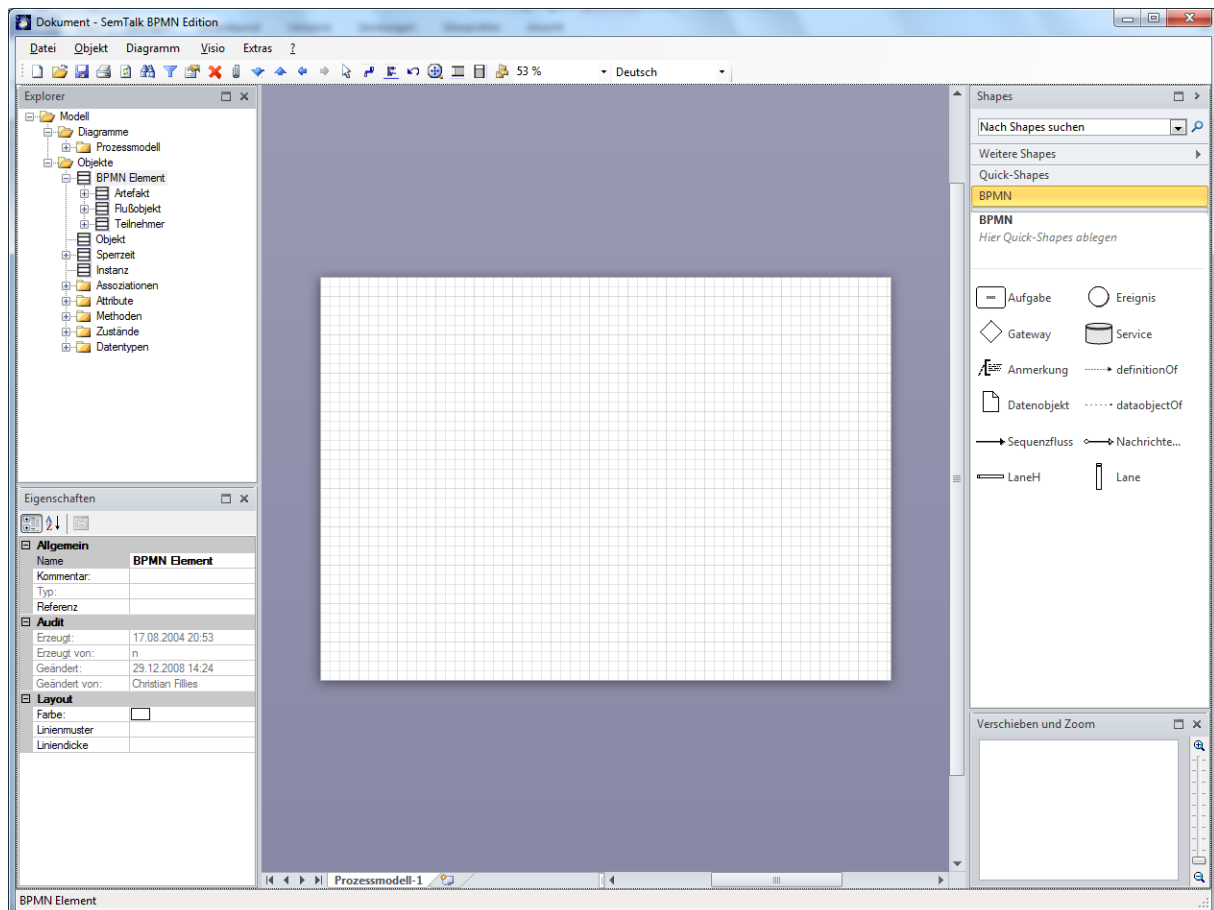 Dokument - SemTalk BPMN Edition
Datei Objekt Diagramm Visio Extras ?
53 % Deutsch
Explorer
Modell
Diagramme
Prozessmodell
Objekte
BPMN Element
Artefakt
Flußobjekt
Teilnehmer
Objekt
Sperrzeit
Instanz
Assoziationen
Attribute
Methoden
Zustände
Datentypen
Eigenschaften
Allgemein
Name BPMN Element
Kommentar:
Typ:
Referenz
Audit
Erzeugt: 17.08.2004 20:53
Erzeugt von: n
Geändert: 29.12.2008 14:24
Geändert von: Christian Fillies
Layout
Farbe:
Linienmuster
Liniendicke
Prozessmodell-1
Shapes
Nach Shapes suchen
Weitere Shapes
Quick-Shapes
BPMN
BPMN
Hier Quick-Shapes ablegen
Aufgabe Ereignis
Gateway Service
Anmerkung definitionOf
Datenobjekt dataobjectOf
Sequenzfluss Nachrichte...
LaneH Lane
Verschieben und Zoom
BPMN Element